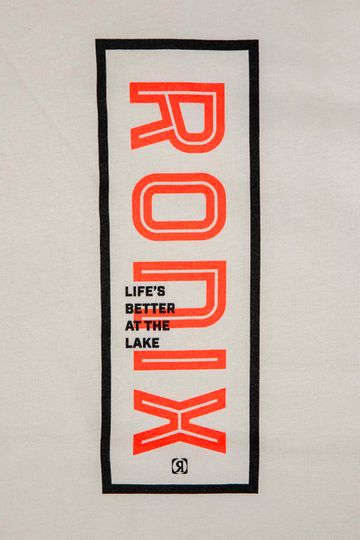 RONIX
LIFE'S
BETTER
AT THE
LAKE
R